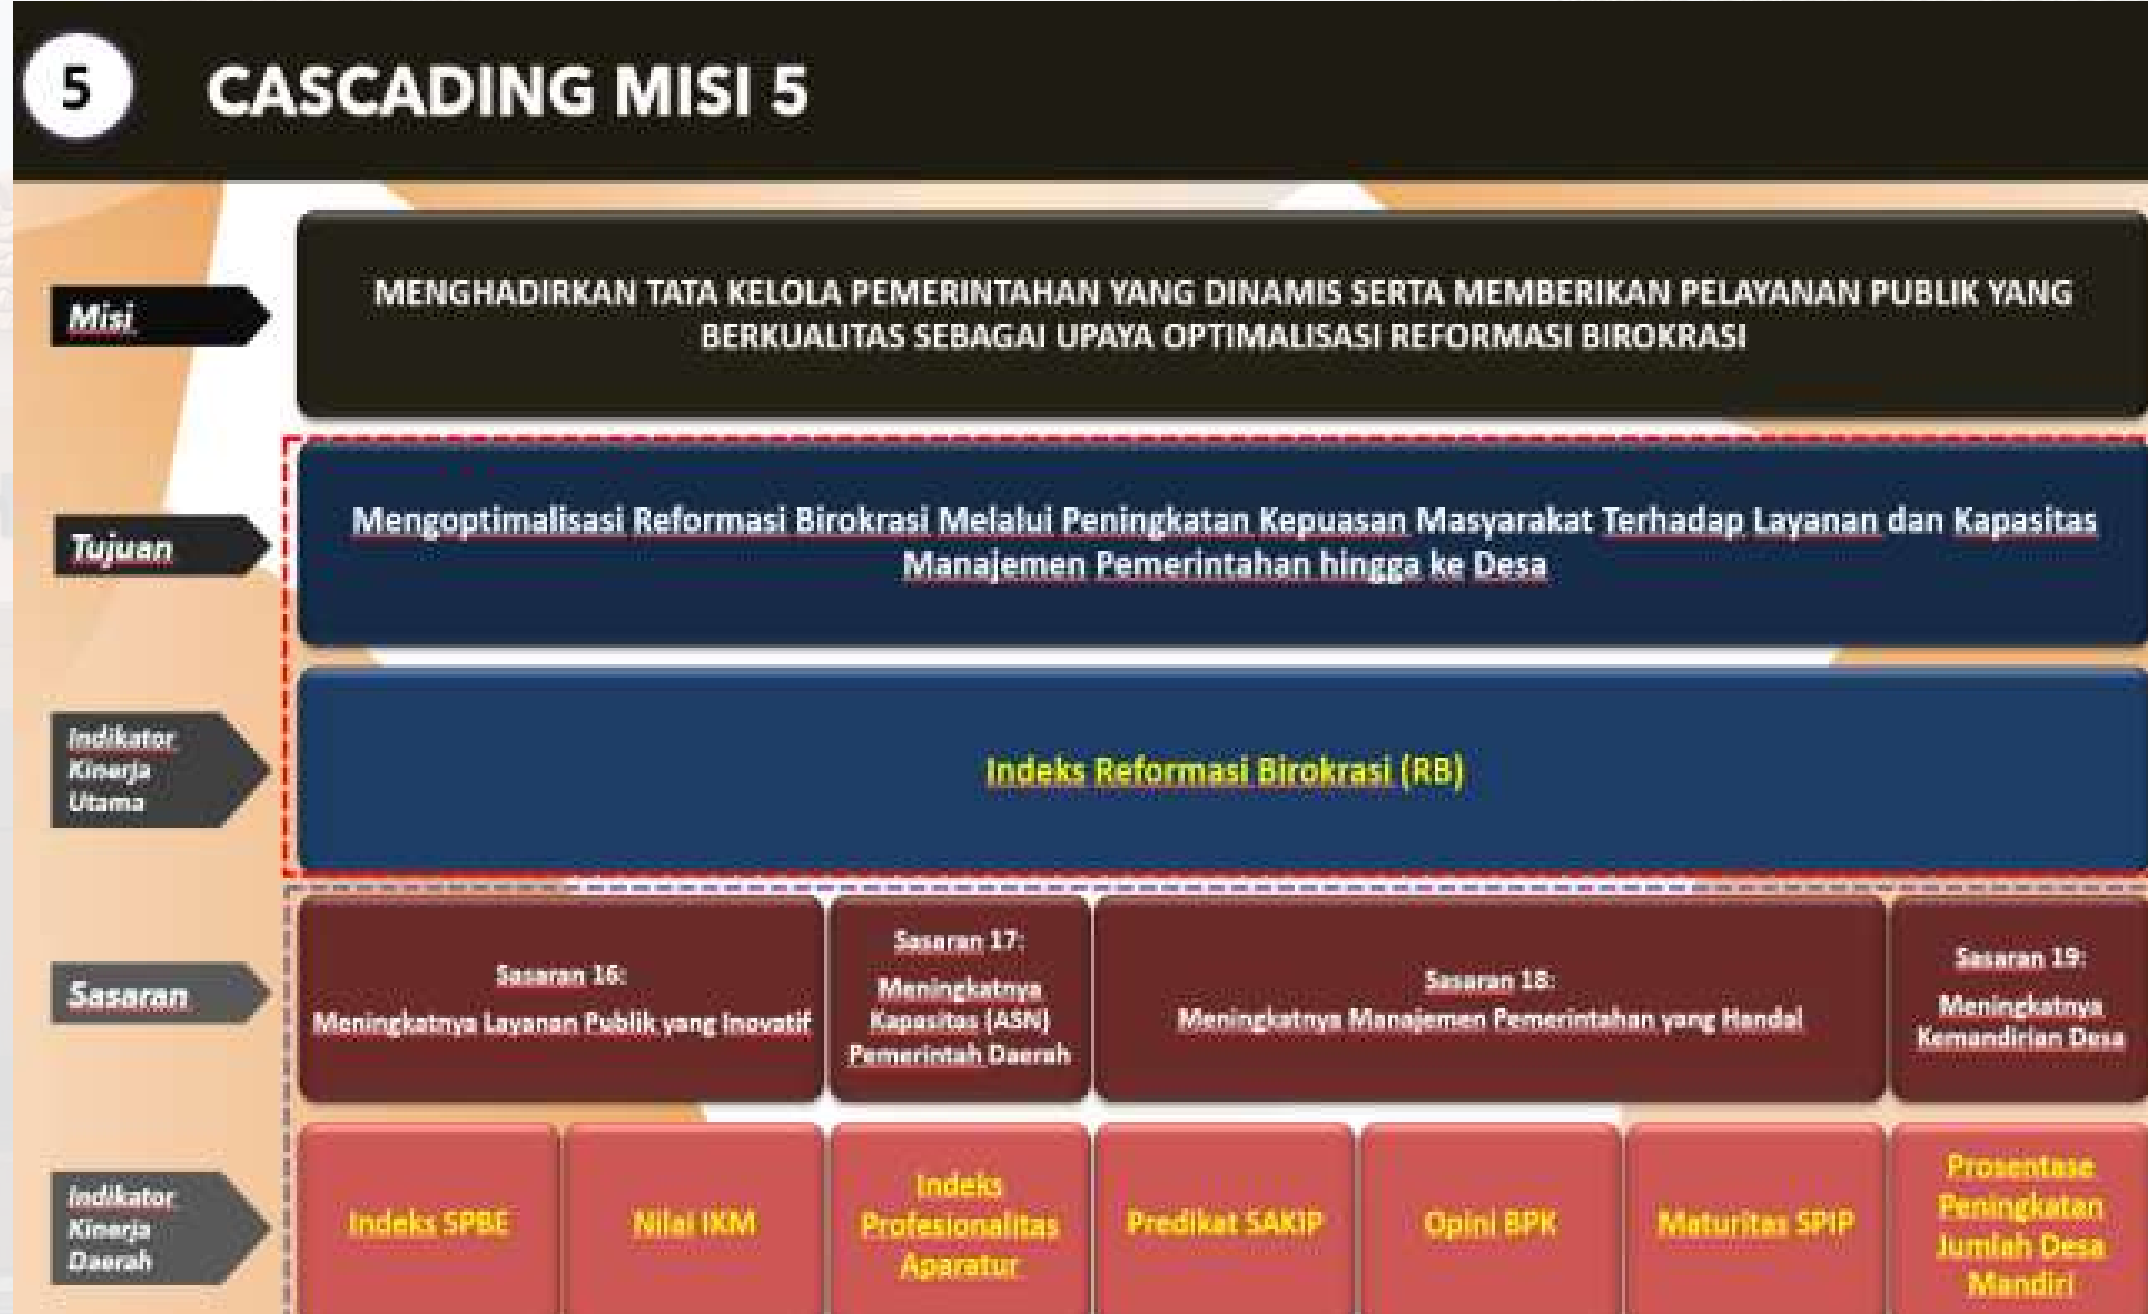 5
CASCADING MISI 5
Misi
MENGHADIRKAN TATA KELOLA PEMERINTAHAN YANG DINAMIS SERTA MEMBERIKAN PELAYANAN PUBLIK YANG
BERKUALITAS SEBAGAI UPAYA OPTIMALISASI REFORMASI BIROKRASI
Tujuan
Mengoptimalisasi Reformasi Birokrasi Melalui Peningkatan Kepuasan Masyarakat Terhadap Layanan dan Kapasitas
Manajemen Pemerintahan hingga ke Desa
Indikator
Kinerja
Utama
Indeks Reformasi Birokrasi (RB)
Sasaran
Sasaran 16:
Meningkatnya Layanan Publik yang Inovatif
Sasaran 17:
Meningkatnya
Kapasitas (ASN)
Pemerintah Daerah
Sasaran 18:
Meningkatnya Manajemen Pemerintahan yang Handal
Sasaran 19:
Meningkatnya
Kemandirian Desa
Indikator
Kinerja
Daerah
Indeks SPBE
Nilai IKM
Indeks
Profesionalitas
Aparatur
Predikat SAKIP
Opini BPK
Maturitas SPIP
Prosentase
Peningkatan
Jumlah Desa
Mandiri